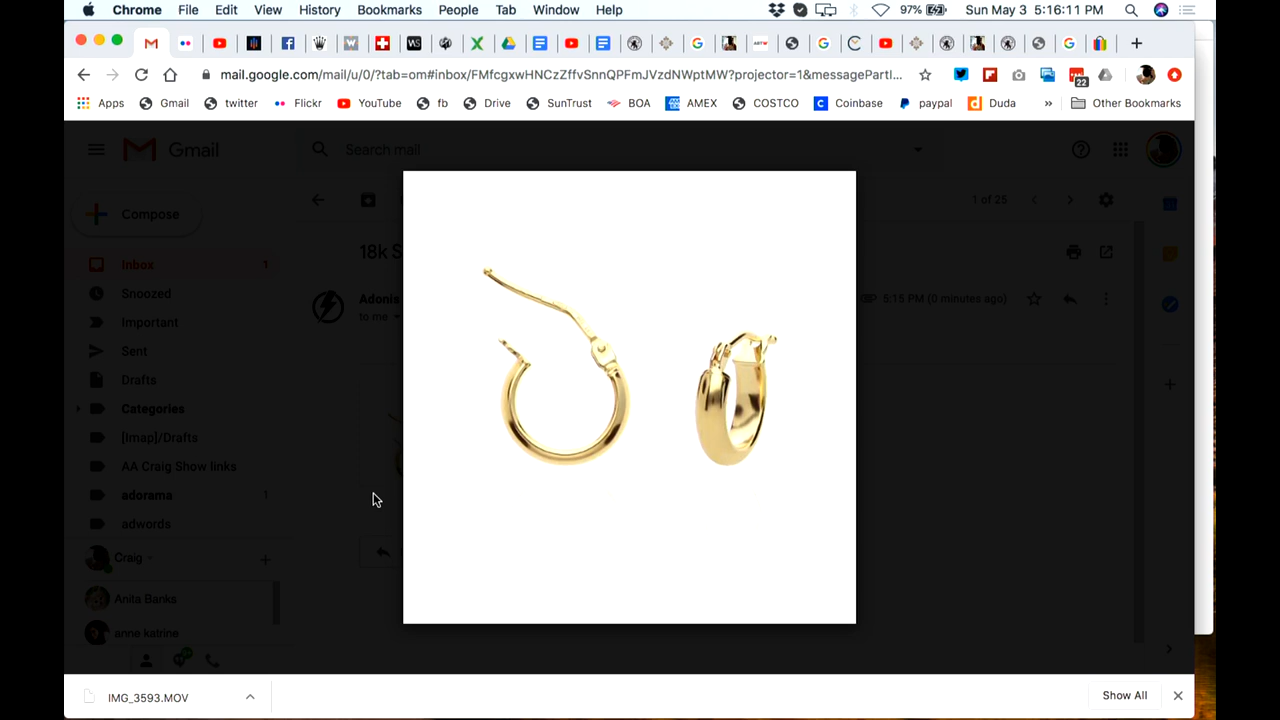 Chrome File Edit View History Bookmarks People Tab Window Help 97% Sun May 3 5:16:11 PM
mail.google.com/mail/u/0/?tab=om#inbox/FMfcgxwHNCzZffvSnnQPFmJVzdNWptMW?projector=1&messagePartI...
22
Apps Gmail twitter Flickr YouTube fb Drive SunTrust BOA AMEX COSTCO Coinbase paypal Duda » Other Bookmarks
Gmail Search mail
Compose 1 of 25
18k S
Inbox 1
Snoozed
Adonis 5:15 PM (0 minutes ago)
to me
Important
Sent
Drafts
Categories
[Imap]/Drafts
AA Craig Show links
adorama 1
adwords
Craig
Anita Banks
anne katrine
IMG_3593.MOV Show All